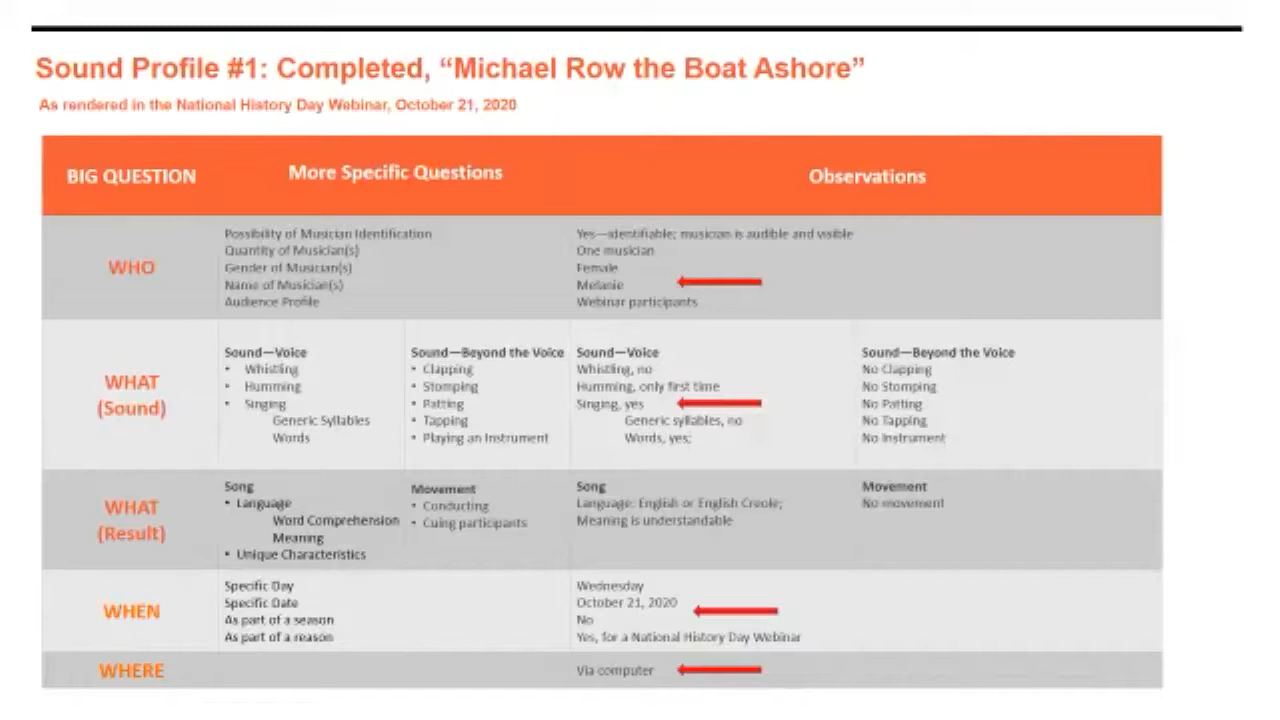 Sound Profile #1: Completed, “Michael Row the Boat Ashore”
As rendered in the National History Day Webinar, October 21, 2020
BIG QUESTION
More Specific Questions
Observations
WHO
Possibility of Musician Identification
Quantity of Musician(s)
Gender of Musician(s)
Name of Musician(s)
Audience Profile
Yes—identifiable; musician is audible and visible
One musician
Female
Melanie
Webinar participants
WHAT
(Sound)
Sound—Voice
• Whistling
• Humming
• Singing
Generic Syllables
Words
Sound—Beyond the Voice
• Clapping
• Stomping
• Patting
• Tapping
• Playing an Instrument
Sound—Voice
Whistling, no
Humming, only first time
Singing, yes
Generic syllables, no
Words, yes;
Sound—Beyond the Voice
No Clapping
No Stomping
No Patting
No Tapping
No Instrument
WHAT
(Result)
Song
• Language
Word Comprehension
Meaning
• Unique Characteristics
Movement
• Conducting
• Cuing participants
Song
Language: English or English Creole;
Meaning is understandable
Movement
No movement
WHEN
Specific Day
Specific Date
As part of a season
As part of a reason
Wednesday
October 21, 2020
No
Yes, for a National History Day Webinar
WHERE
Via computer